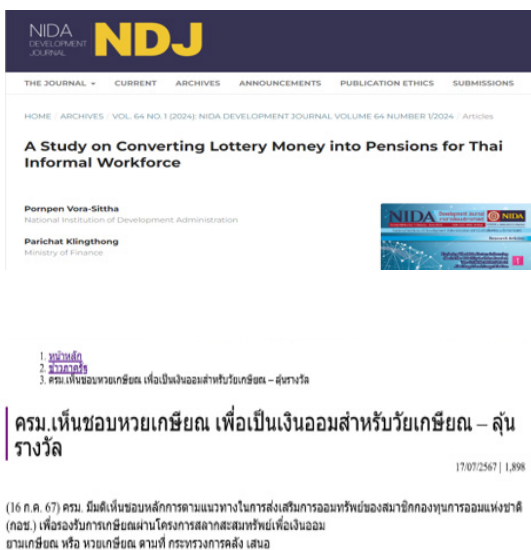 NIDA
DEVELOPMENT
JOURNAL
NDJ
THE JOURNAL CURRENT ARCHIVES ANNOUNCEMENTS PUBLICATION ETHICS SUBMISSIONS
HOME / ARCHIVES / VOL. 64 NO. 1 (2024): NIDA DEVELOPMENT JOURNAL VOLUME 64 NUMBER 1/2024 / Articles
A Study on Converting Lottery Money into Pensions for Thai
Informal Workforce
Pornpen Vora-Sittha
National Institution of Development Administration
Parichat Klingthong
Ministry of Finance
NIDA Development Journal NIDA
Research Articles
1. หน้าหลัก
2. ข่าวภาครัฐ
3. ครม.เห็นชอบหวยเกษียณ เพื่อเป็นเงินออมสำหรับวัยเกษียณ – ลุ้นรางวัล
ครม.เห็นชอบหวยเกษียณ เพื่อเป็นเงินออมสำหรับวัยเกษียณ – ลุ้น
รางวัล
17/07/2567 | 1,898
(16 ก.ค. 67) ครม. มีมติเห็นชอบหลักการตามแนวทางในการส่งเสริมการออมทรัพย์ของสมาชิกกองทุนการออมแห่งชาติ
(กอช.) เพื่อรองรับการเกษียณผ่านโครงการสลากสะสมทรัพย์เพื่อเงินออม
ยามเกษียณ หรือ หวยเกษียณ ตามที่ กระทรวงการคลัง เสนอ